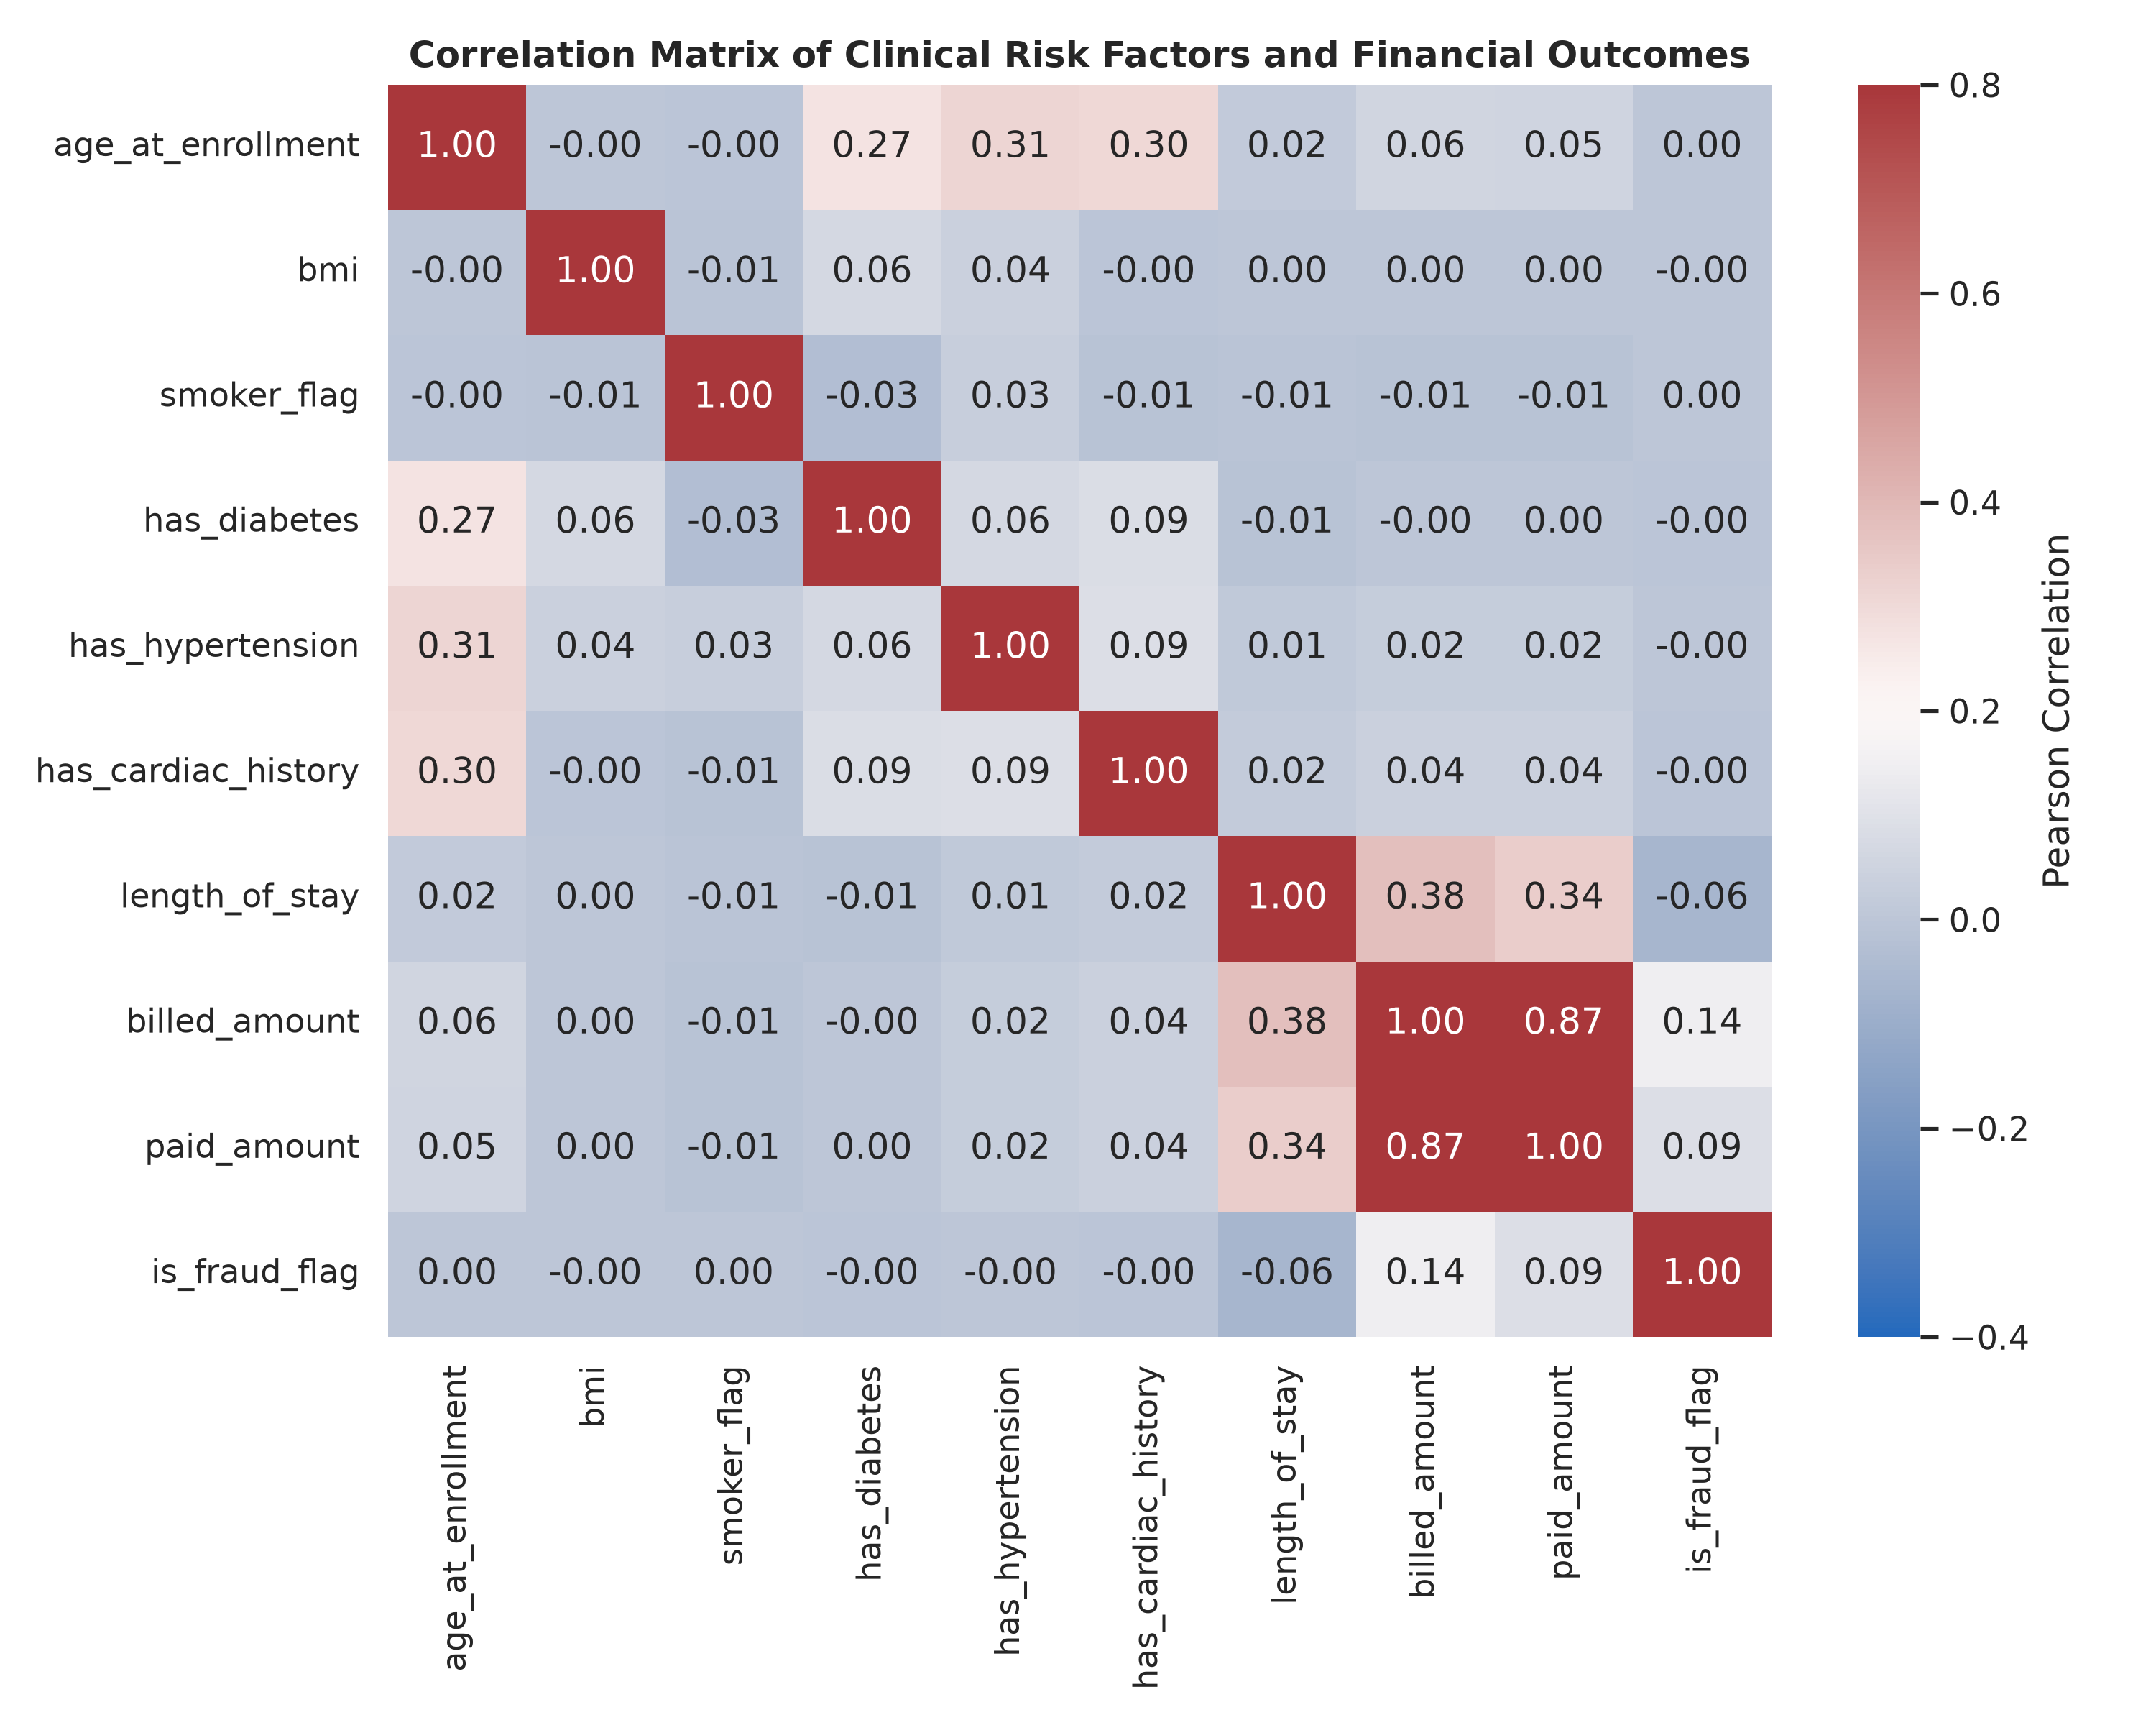 Correlation Matrix of Clinical Risk Factors and Financial Outcomes
age_at_enrollment 1.00 -0.00 -0.00 0.27 0.31 0.30 0.02 0.06 0.05 0.00
bmi -0.00 1.00 -0.01 0.06 0.04 -0.00 0.00 0.00 0.00 -0.00
smoker_flag -0.00 -0.01 1.00 -0.03 0.03 -0.01 -0.01 -0.01 -0.01 0.00
has_diabetes 0.27 0.06 -0.03 1.00 0.06 0.09 -0.01 -0.00 0.00 -0.00
has_hypertension 0.31 0.04 0.03 0.06 1.00 0.09 0.01 0.02 0.02 -0.00
has_cardiac_history 0.30 -0.00 -0.01 0.09 0.09 1.00 0.02 0.04 0.04 -0.00
length_of_stay 0.02 0.00 -0.01 -0.01 0.01 0.02 1.00 0.38 0.34 -0.06
billed_amount 0.06 0.00 -0.01 -0.00 0.02 0.04 0.38 1.00 0.87 0.14
paid_amount 0.05 0.00 -0.01 0.00 0.02 0.04 0.34 0.87 1.00 0.09
is_fraud_flag 0.00 -0.00 0.00 -0.00 -0.00 -0.00 -0.06 0.14 0.09 1.00
age_at_enrollment
bmi
smoker_flag
has_diabetes
has_hypertension
has_cardiac_history
length_of_stay
billed_amount
paid_amount
is_fraud_flag
0.8
0.6
0.4
0.2
0.0
−0.2
−0.4
Pearson Correlation